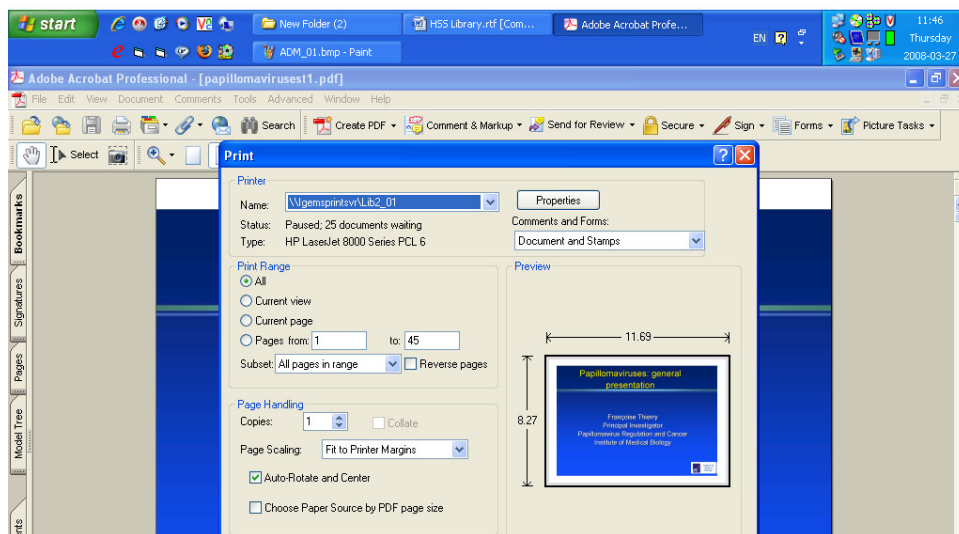 start
New Folder (2)
HSS Library.rtf [Com...
Adobe Acrobat Profe...
ADM_01.bmp - Paint
EN
11:46
Thursday
2008-03-27
Adobe Acrobat Professional - [papillomavirusest1.pdf]
File Edit View Document Comments Tools Advanced Window Help
Search Create PDF Comment & Markup Send for Review Secure Sign Forms Picture Tasks
Select
Print
Bookmarks
Signatures
Pages
Model Tree
Printer
Name: \\Igemsprintsvr\Lib2_01
Properties
Status: Paused; 25 documents waiting
Comments and Forms:
Type: HP LaserJet 8000 Series PCL 6
Document and Stamps
Print Range
All
Current view
Current page
Pages from: 1 to: 45
Subset: All pages in range Reverse pages
Page Handling
Copies: 1 Collate
Page Scaling: Fit to Printer Margins
Auto-Rotate and Center
Choose Paper Source by PDF page size
Preview
11.69
8.27
Papillomaviruses: general
presentation
Françoise Thierry
Principal Investigator
Papillomavirus Regulation and Cancer
Institute of Medical Biology